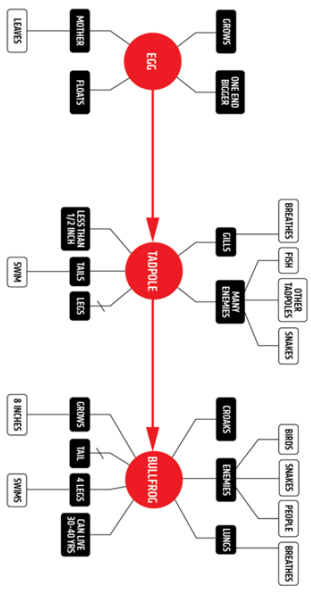 GROWS
ONE END
BIGGER
EGG
MOTHER
FLOATS
LEAVES
BREATHES
FISH
OTHER
TADPOLES
SNAKES
GILLS
MANY
ENEMIES
TADPOLE
LESS THAN
1/2 INCH
TAILS
LEGS
SWIM
BIRDS
SNAKES
PEOPLE
BREATHES
CROAKS
ENEMIES
LUNGS
BULLFROG
GROWS
TAIL
4 LEGS
CAN LIVE
30-40 YRS
8 INCHES
SWIMS